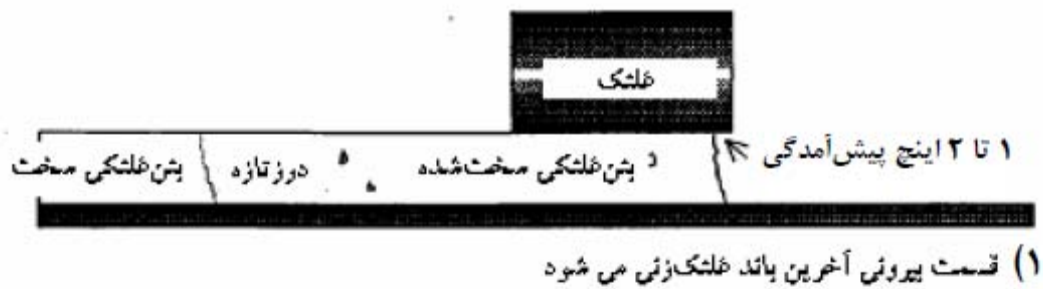 غلتک
۱ تا ۲ اینچ پیش‌آمدگی
بتن‌غلتکی سخت‌شده
درز تازه
بتن‌غلتکی سخت
۱) قسمت بیرونی آخرین باند غلتک‌زنی می شود